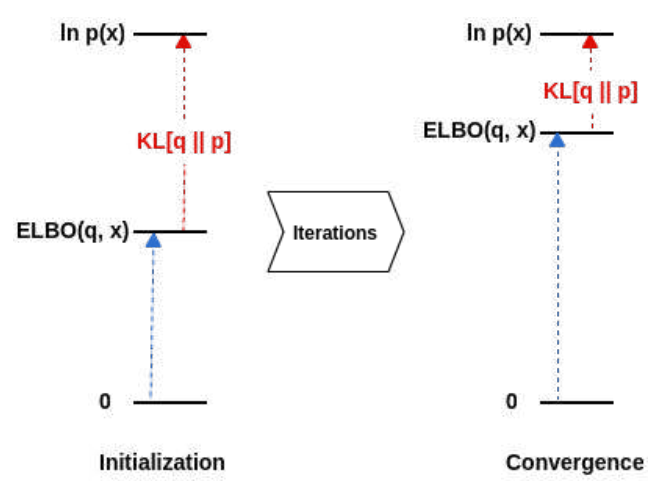 ln p(x)
KL[q || p]
ELBO(q, x)
0
Initialization
Iterations
ln p(x)
KL[q || p]
ELBO(q, x)
0
Convergence